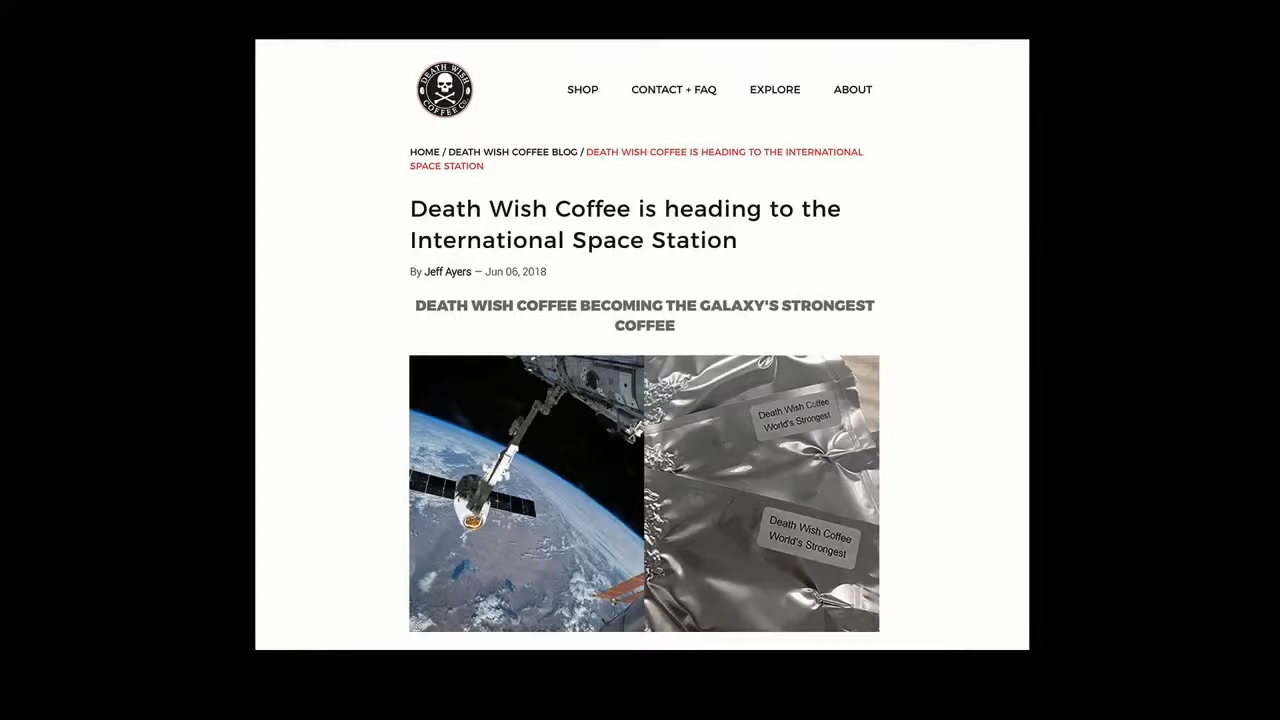 DEATH WISH
COFFEE Co.
SHOP
CONTACT + FAQ
EXPLORE
ABOUT
HOME / DEATH WISH COFFEE BLOG / DEATH WISH COFFEE IS HEADING TO THE INTERNATIONAL
SPACE STATION
Death Wish Coffee is heading to the
International Space Station
By Jeff Ayers — Jun 06, 2018
DEATH WISH COFFEE BECOMING THE GALAXY'S STRONGEST
COFFEE
Death Wish Coffee
World's Strongest
Death Wish Coffee
World's Strongest